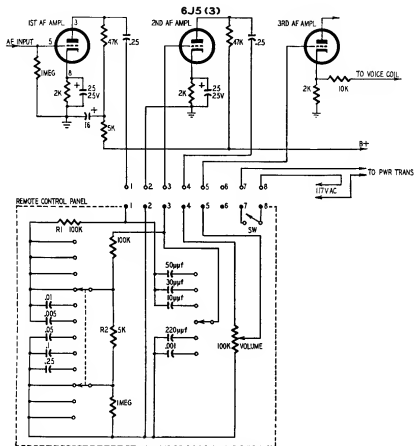 6J5 (3)
1ST AF AMPL 3
2ND AF AMPL
3RD AF AMPL
AF INPUT
5
47K
.25
47K
.25
1MEG
8
2K
25
25V
2K
25
25V
2K
10K
TO VOICE COIL
16
5K
B+
TO PWR TRANS
117V AC
1 2 3 4 5 6 7 8
REMOTE CONTROL PANEL
1 2 3 4 5 6 7 8
SW
R1 100K
100K
50μμf
30μμf
10μμf
.01
.005
.05
.1
.25
R2 5K
220μμf
.001
100K VOLUME
1MEG